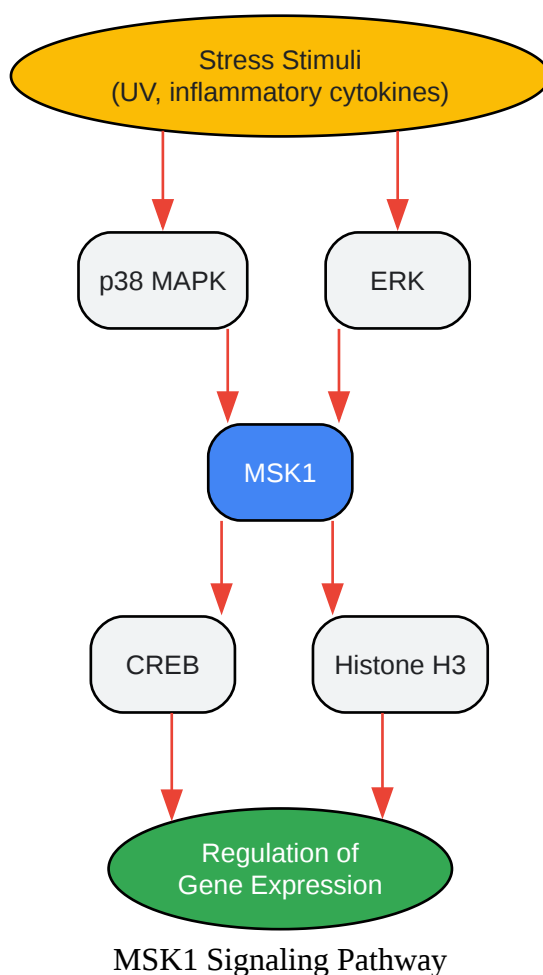 Stress Stimuli
(UV, inflammatory cytokines)
p38 MAPK
ERK
MSK1
CREB
Histone H3
Regulation of
Gene Expression
MSK1 Signaling Pathway